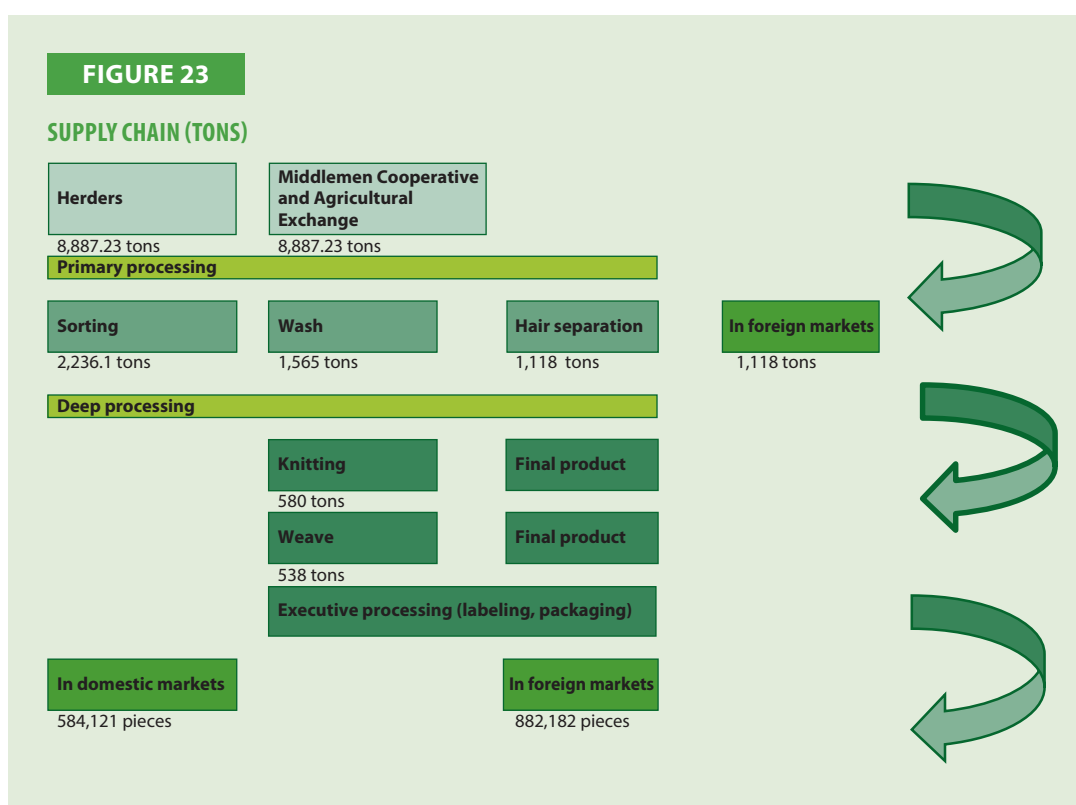 FIGURE 23
SUPPLY CHAIN (TONS)
Herders
8,887.23 tons
Middlemen Cooperative
and Agricultural
Exchange
8,887.23 tons
Primary processing
Sorting
2,236.1 tons
Wash
1,565 tons
Hair separation
1,118 tons
In foreign markets
1,118 tons
Deep processing
Knitting
580 tons
Final product
Weave
538 tons
Final product
Executive processing (labeling, packaging)
In domestic markets
584,121 pieces
In foreign markets
882,182 pieces